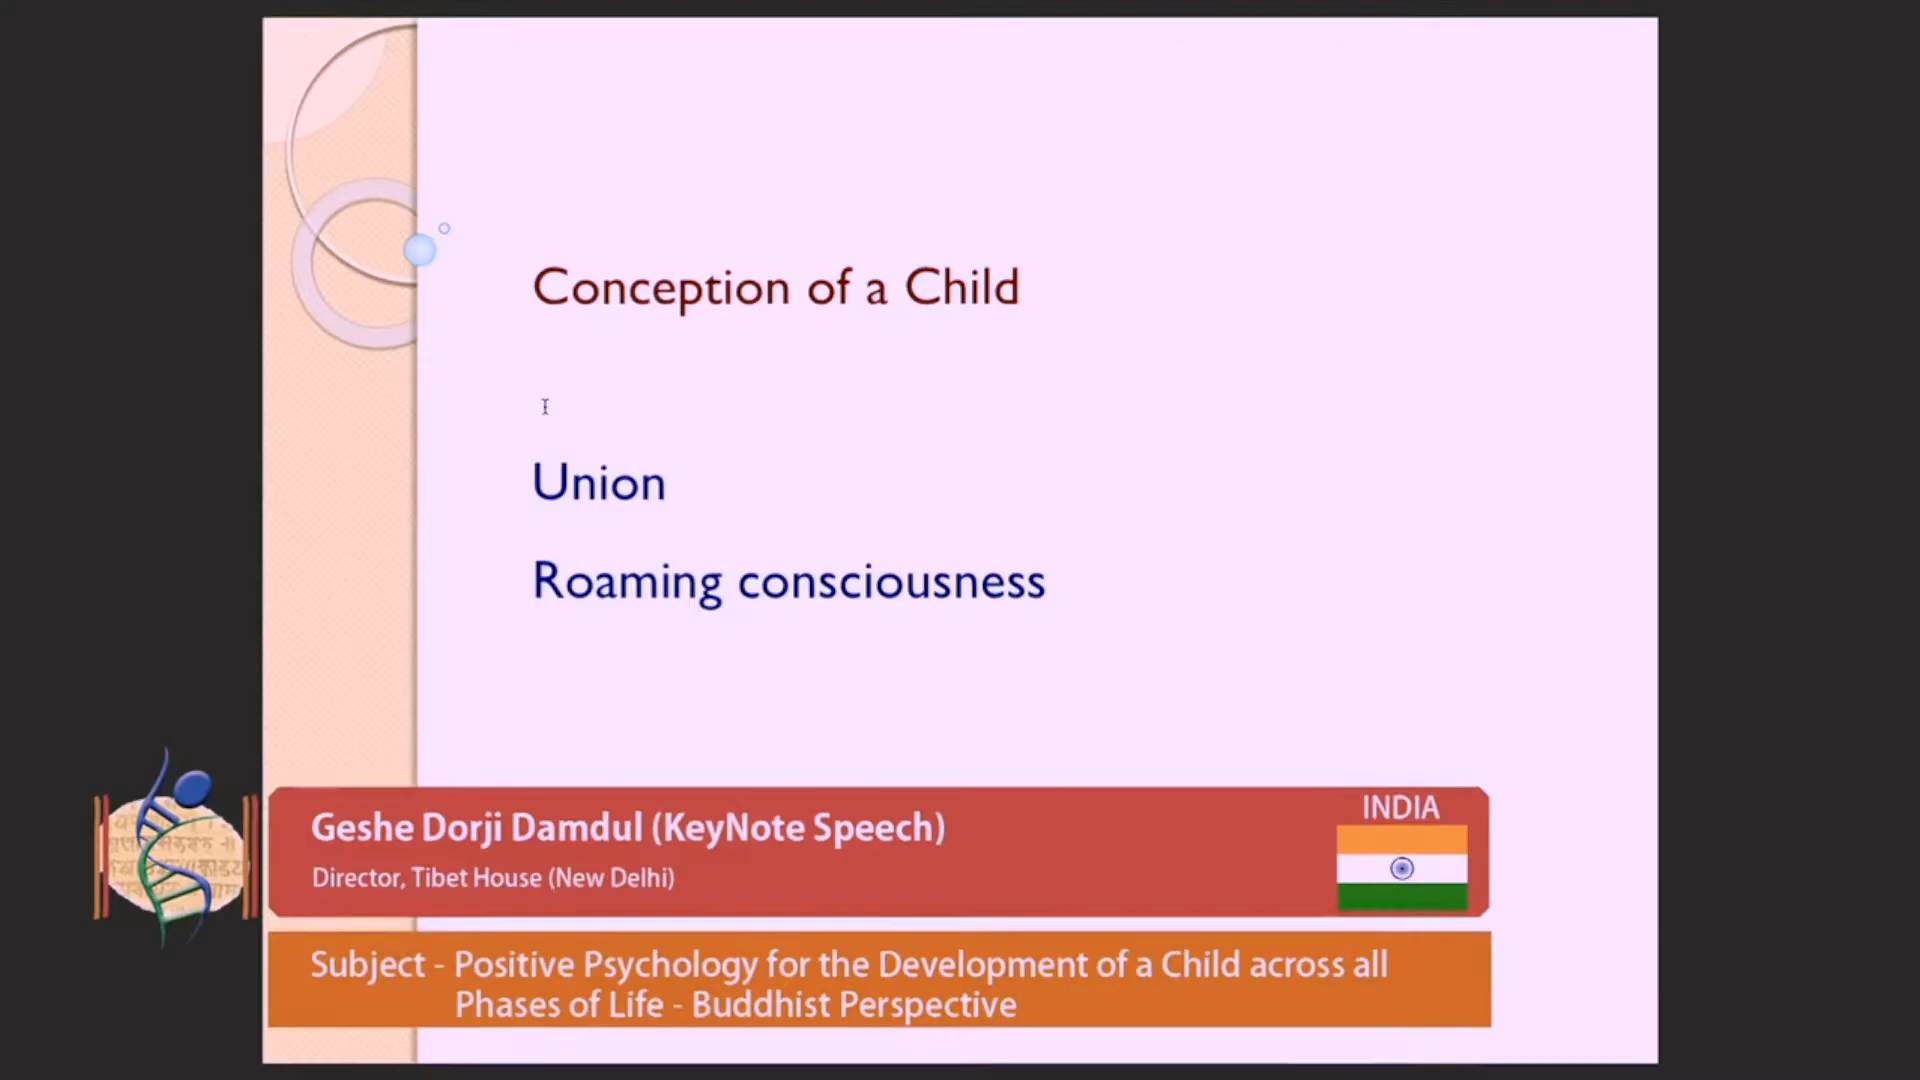 Conception of a Child
Union
Roaming consciousness
Geshe Dorji Damdul (KeyNote Speech)
Director, Tibet House (New Delhi)
INDIA
Subject - Positive Psychology for the Development of a Child across all
Phases of Life - Buddhist Perspective